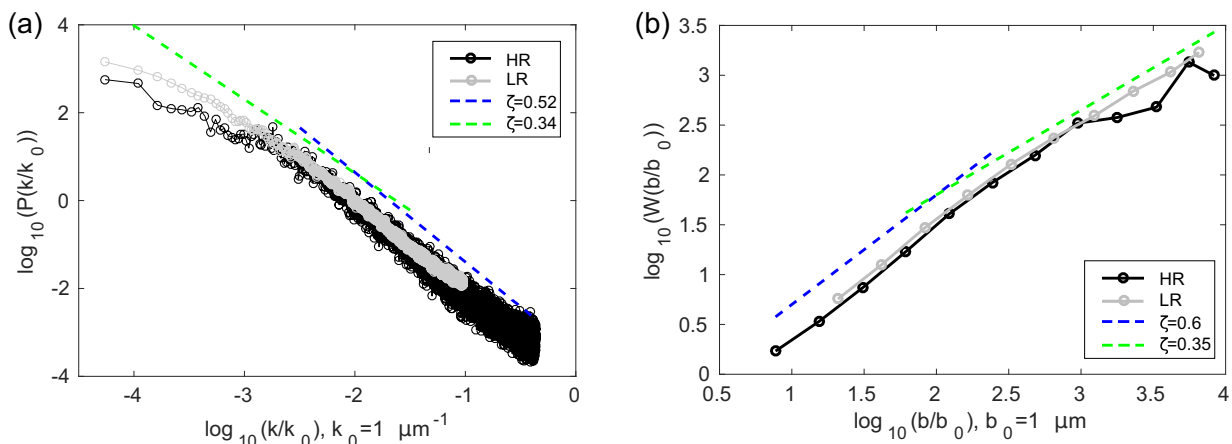 (a)
4
2
0
-2
-4
-4
-3
-2
-1
0
log10(P(k/k0))
log10(k/k0), k0=1 μm-1
HR
LR
ζ=0.52
ζ=0.34
(b)
4
3.5
3
2.5
2
1.5
1
0.5
0
1
1.5
2
2.5
3
3.5
4
log10(W(b/b0))
log10(b/b0), b0=1 μm
HR
LR
ζ=0.6
ζ=0.35